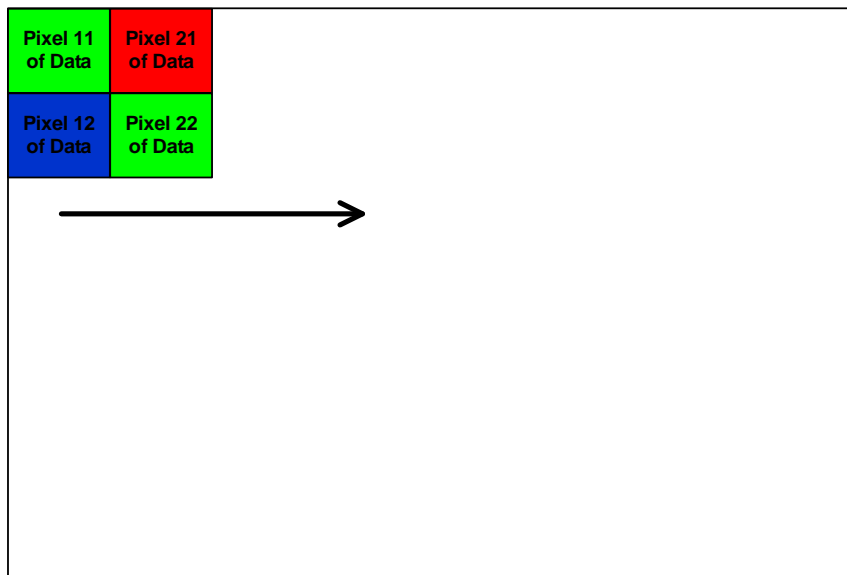 Pixel 11
of Data
Pixel 21
of Data
Pixel 12
of Data
Pixel 22
of Data